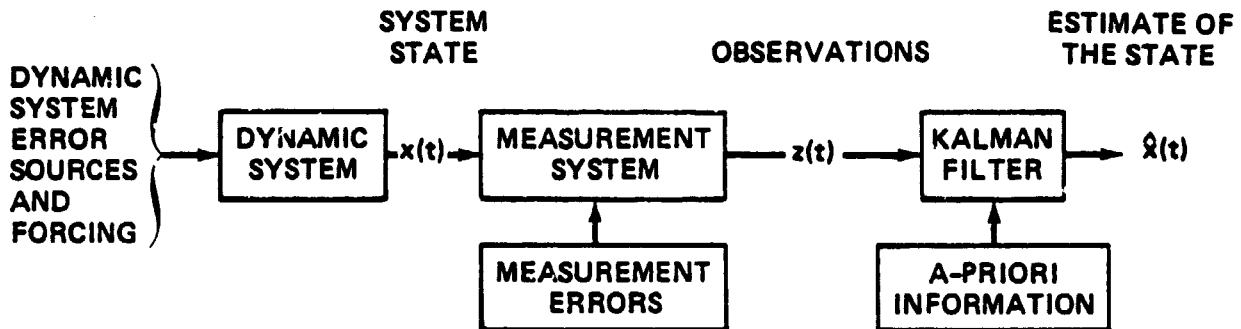 SYSTEM
STATE
OBSERVATIONS
ESTIMATE OF
THE STATE
DYNAMIC
SYSTEM
ERROR
SOURCES
AND
FORCING
DYNAMIC
SYSTEM
x(t)
MEASUREMENT
SYSTEM
z(t)
KALMAN
FILTER
x̂(t)
MEASUREMENT
ERRORS
A-PRIORI
INFORMATION